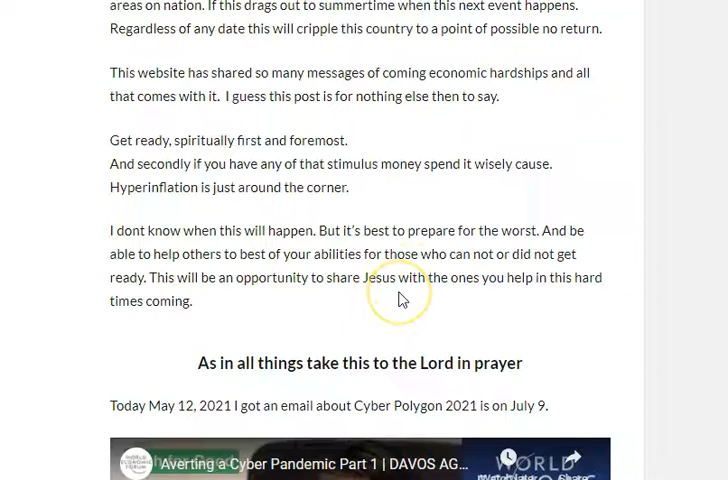 areas on nation. If this drags out to summertime when this next event happens.
Regardless of any date this will cripple this country to a point of possible no return.
This website has shared so many messages of coming economic hardships and all
that comes with it. I guess this post is for nothing else then to say.
Get ready, spiritually first and foremost.
And secondly if you have any of that stimulus money spend it wisely cause.
Hyperinflation is just around the corner.
I dont know when this will happen. But it's best to prepare for the worst. And be
able to help others to best of your abilities for those who can not or did not get
ready. This will be an opportunity to share Jesus with the ones you help in this hard
times coming.
As in all things take this to the Lord in prayer
Today May 12, 2021 I got an email about Cyber Polygon 2021 is on July 9.
WORLD ECONOMIC FORUM
Averting a Cyber Pandemic Part 1 | DAVOS AG...
WORLD
Watch later Share